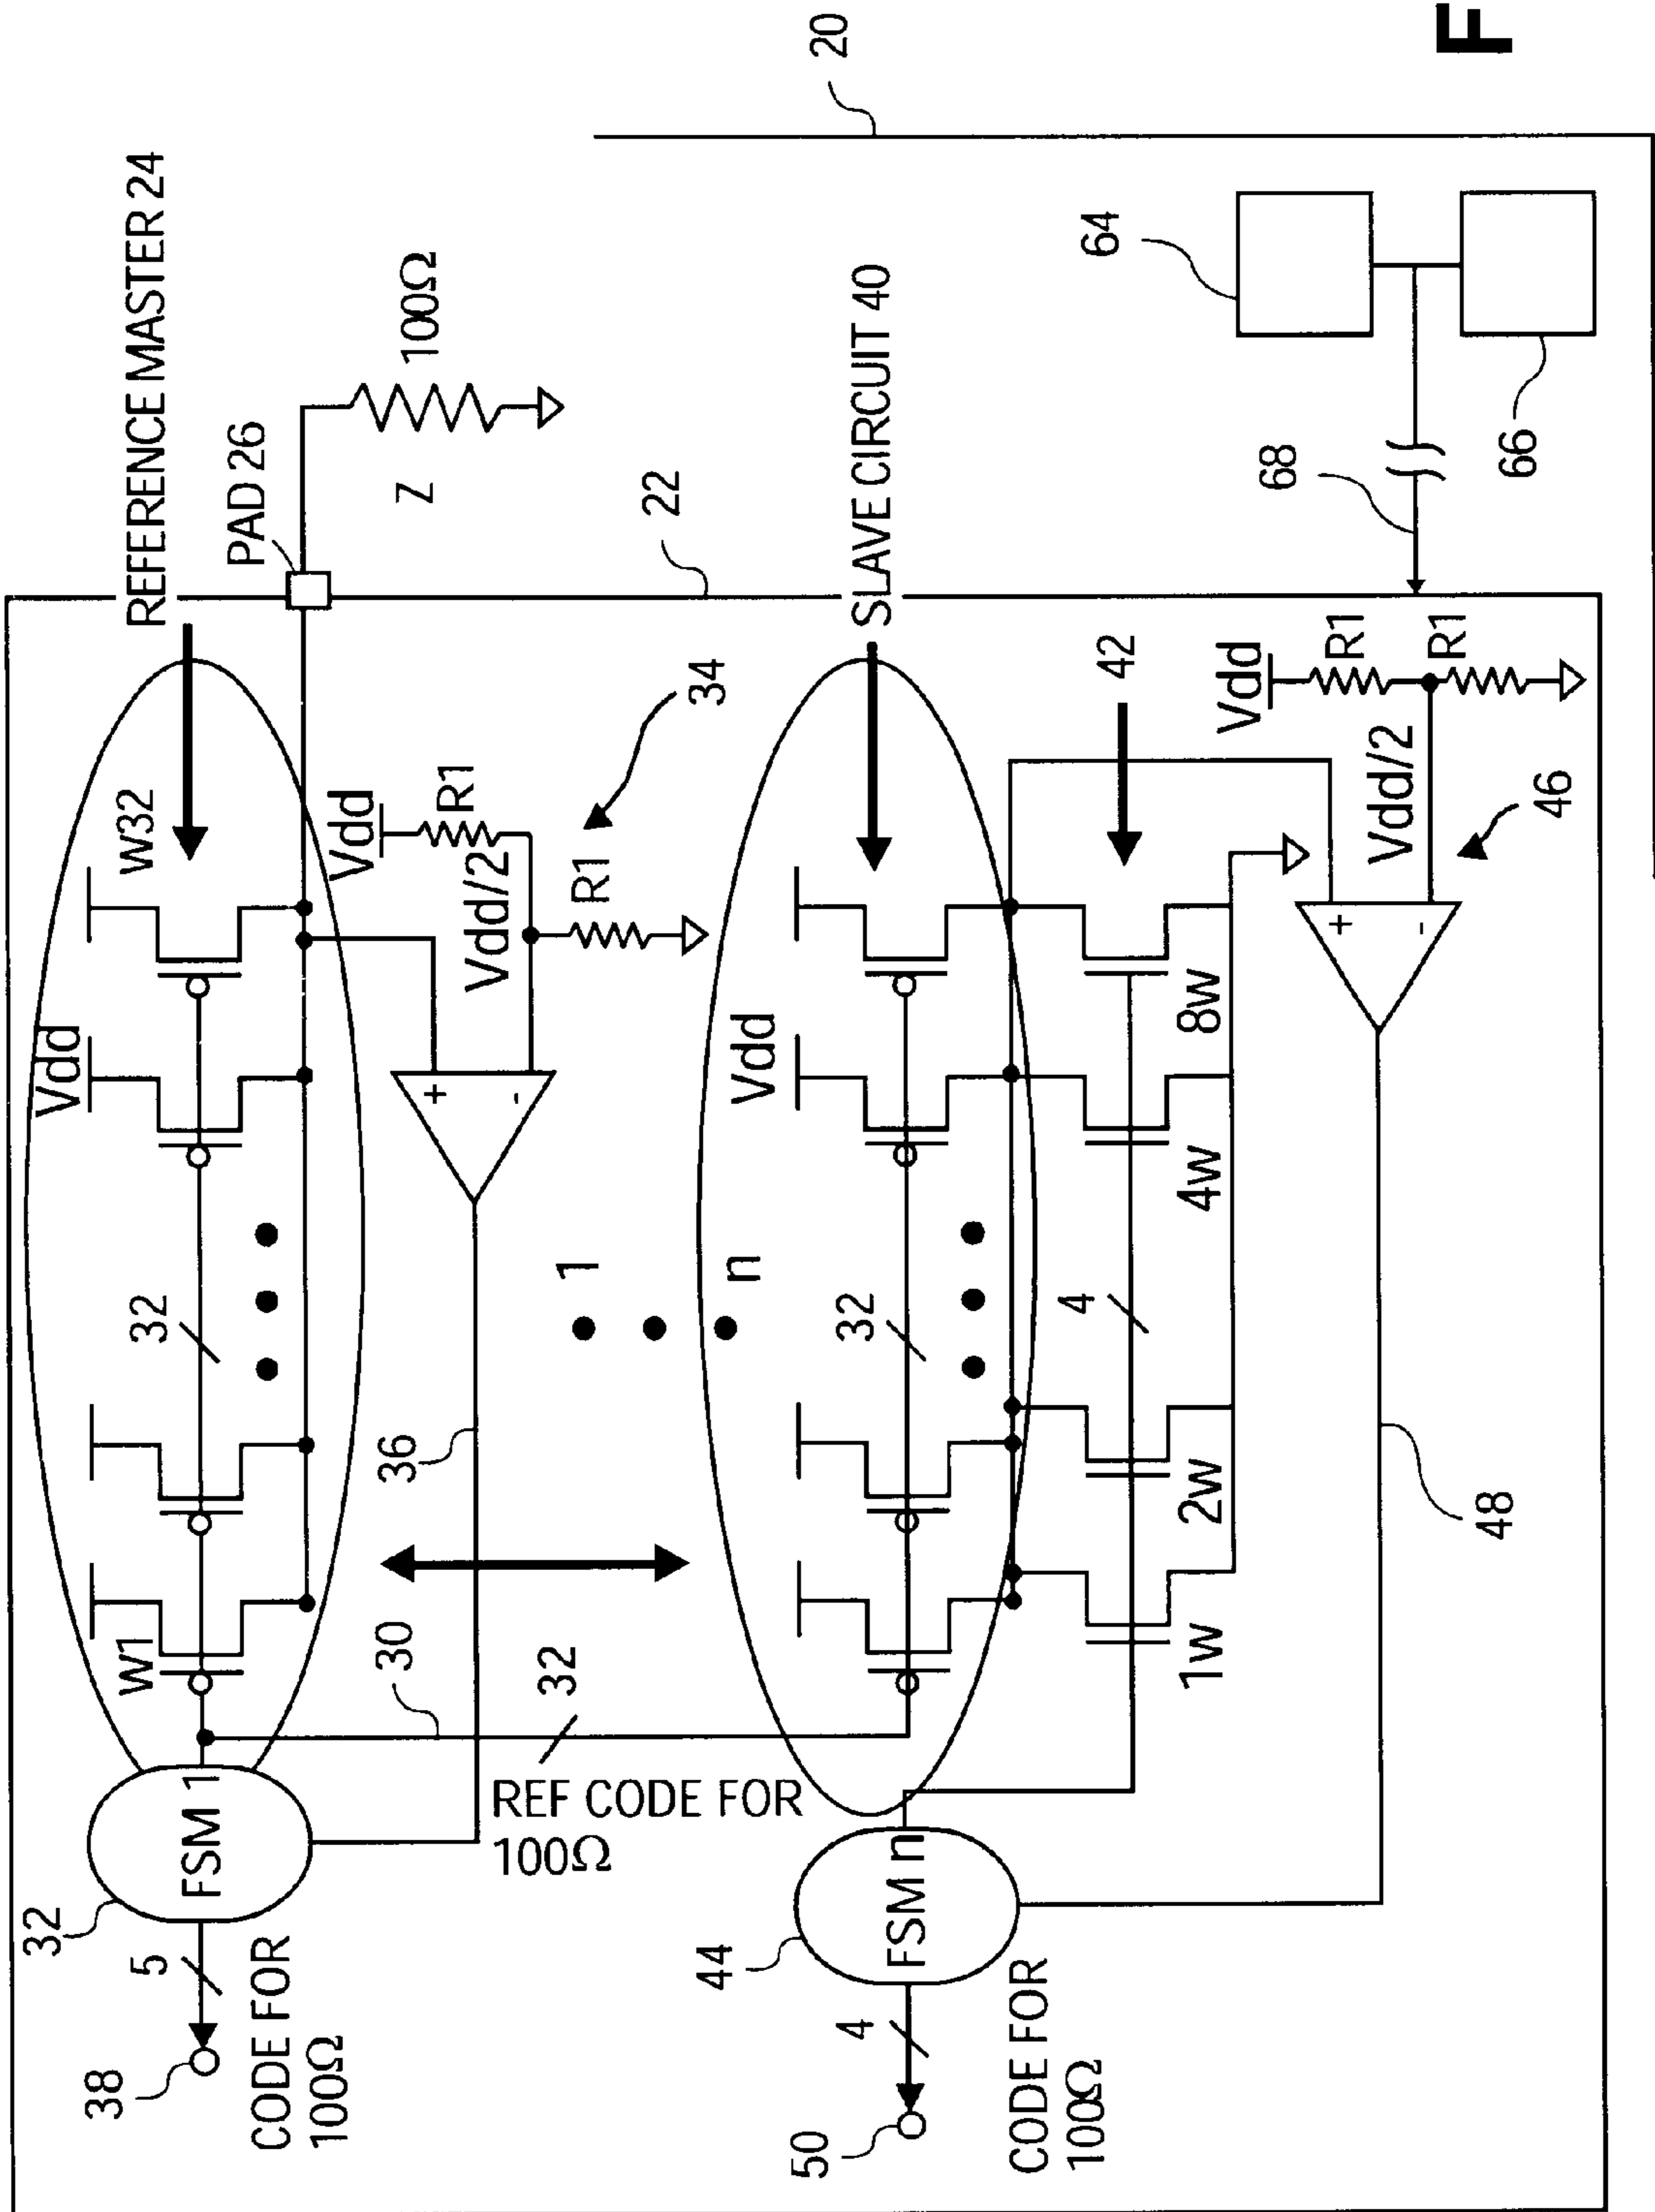 REFERENCE MASTER 24
PAD 26
100Ω
Z
22
20
F
32
FSM 1
5
38
CODE FOR
100Ω
W1
32
Vdd
W32
36
Vdd
R1
Vdd/2
R1
34
30
32
REF CODE FOR
100Ω
1
n
SLAVE CIRCUIT 40
44
FSM n
4
50
CODE FOR
100Ω
32
Vdd
4
42
1w
2w
4w
8w
+
-
+
-
Vdd
R1
R1
Vdd/2
46
48
68
64
66